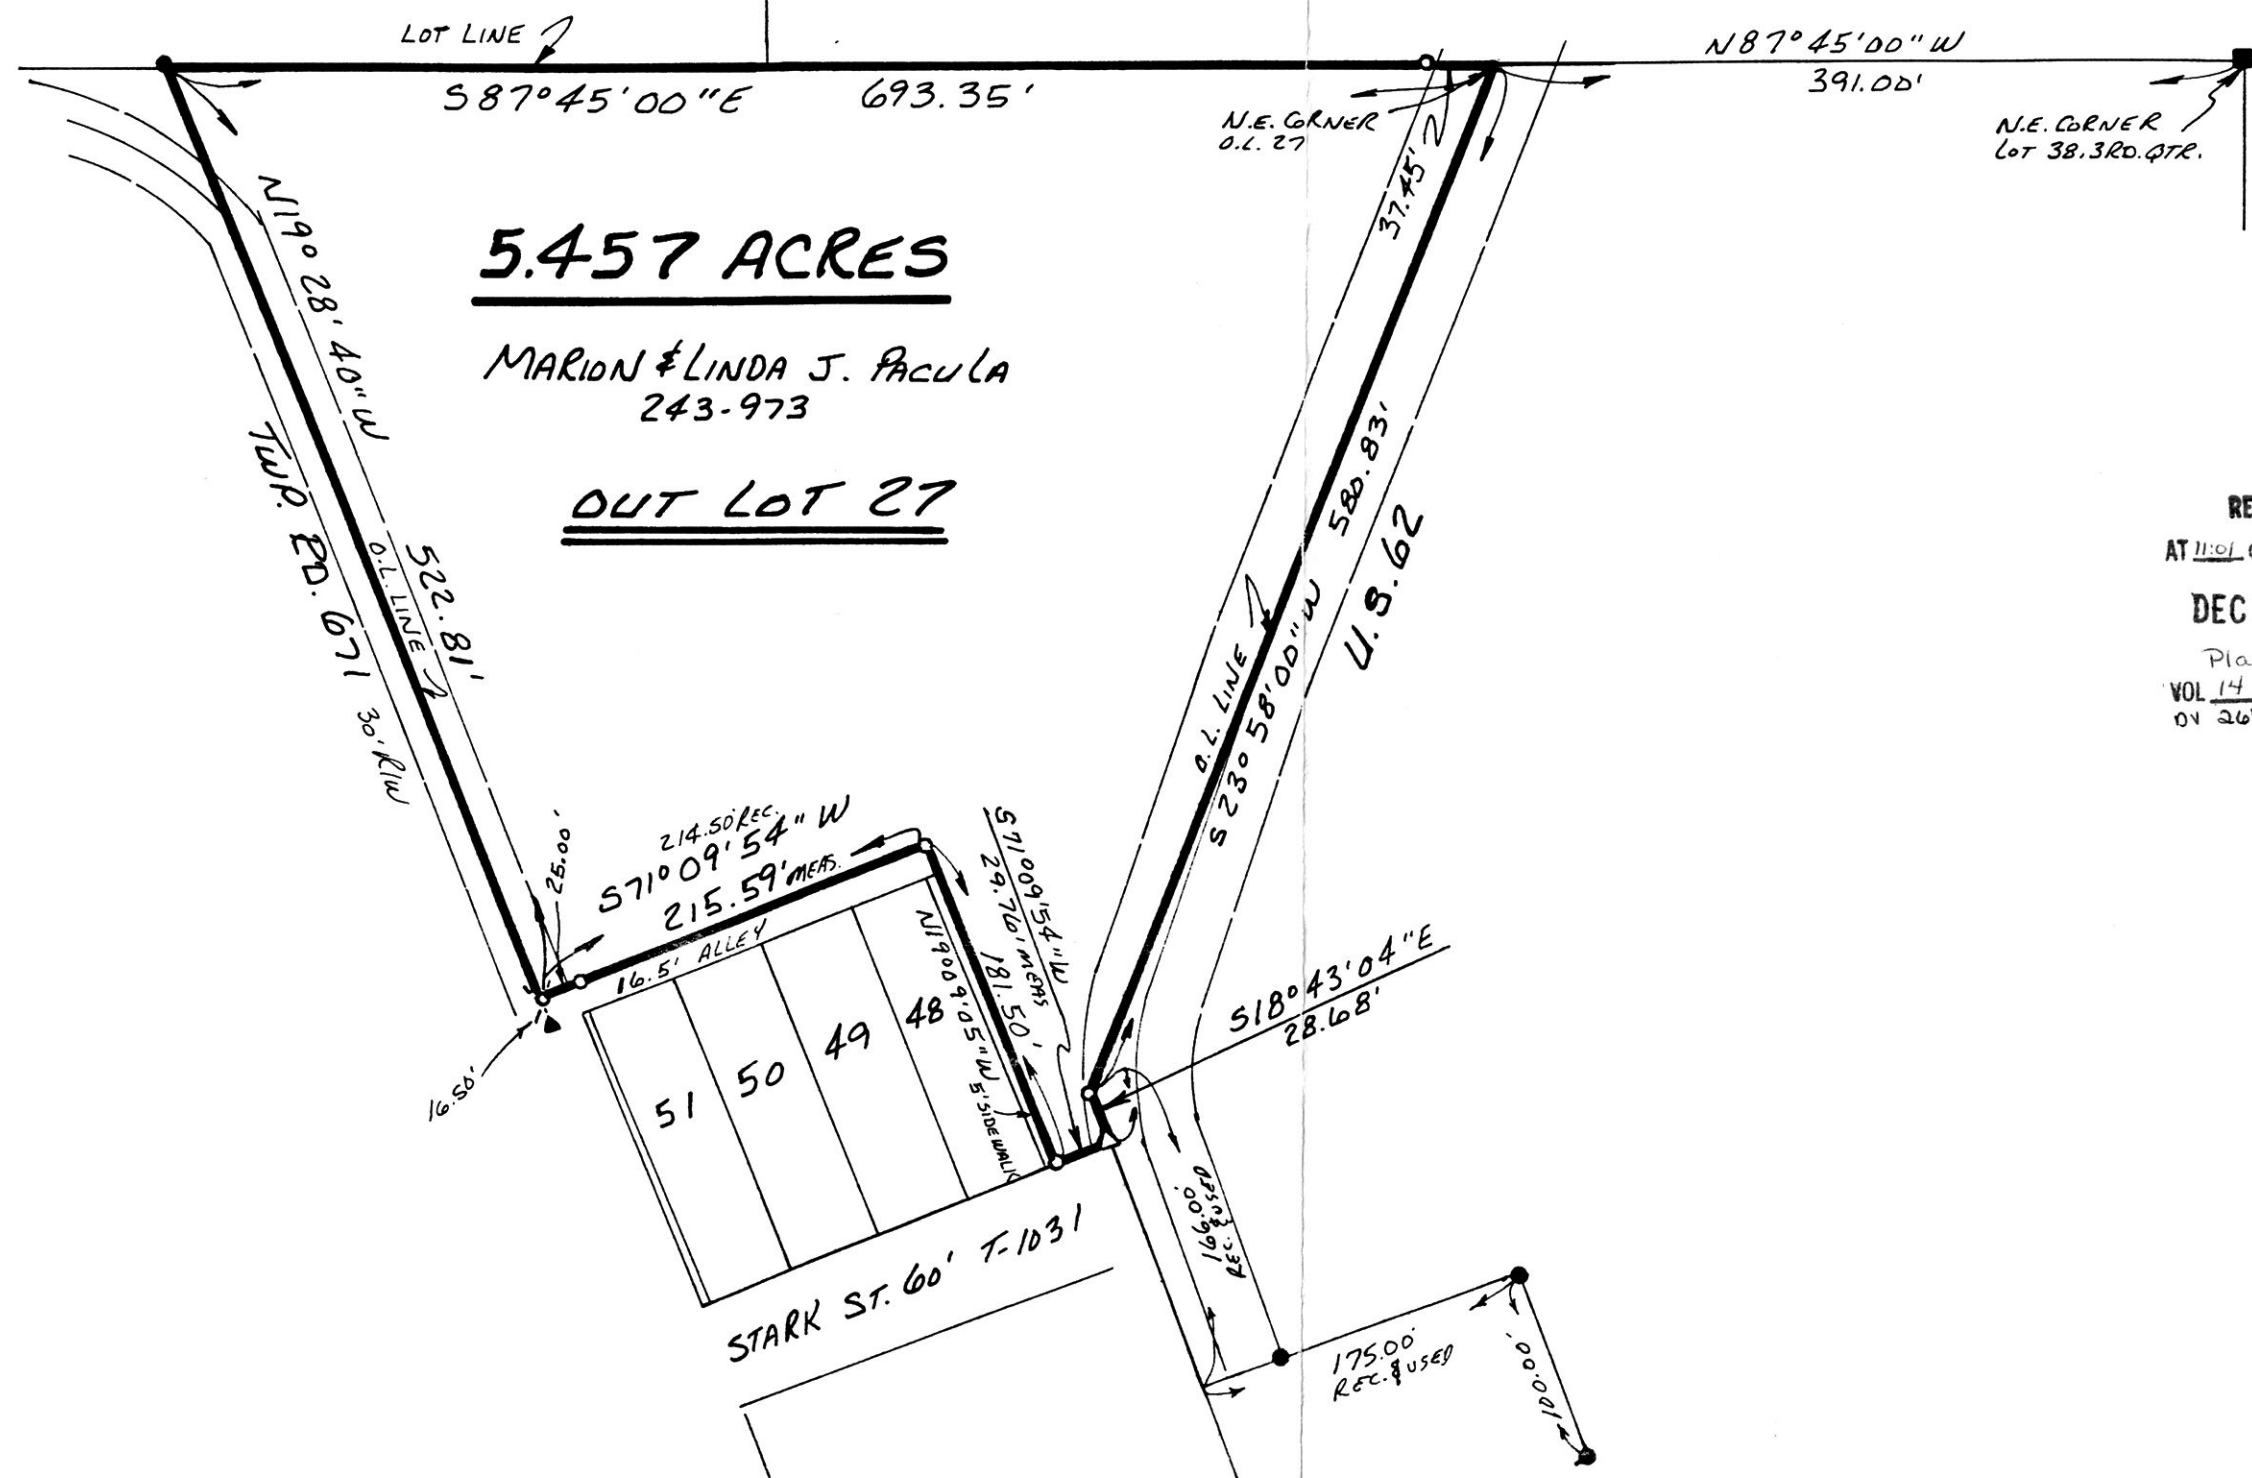 LOT LINE
S87°45'00"E 693.35'
N87°45'00"W
391.00'
N.E. CORNER
O.L. 27
N.E. CORNER
LOT 38, 3RD. QTR.
37.45'
N19°28'40"W
522.81'
O.L. LINE
TWP. RD. 671 30' R/W
5.457 ACRES
MARION & LINDA J. PACULA
243-973
OUT LOT 27
580.83'
S23°58'00"W
O.L. LINE
U.S. 62
RE
AT 11:01
DEC
Pla
VOL 14
DV 26
25.00'
214.50' REC.
S71°09'54"W
215.59' MEAS.
16.5' ALLEY
S71°09'54"W
29.76' MEAS
181.50'
N19°09'05"W
5' SIDEWALK
S18°43'04"E
28.68'
16.50'
51
50
49
48
STARK ST. 60' T-1031
166.00'
REC. & USED
175.00'
REC. & USED
100.00'